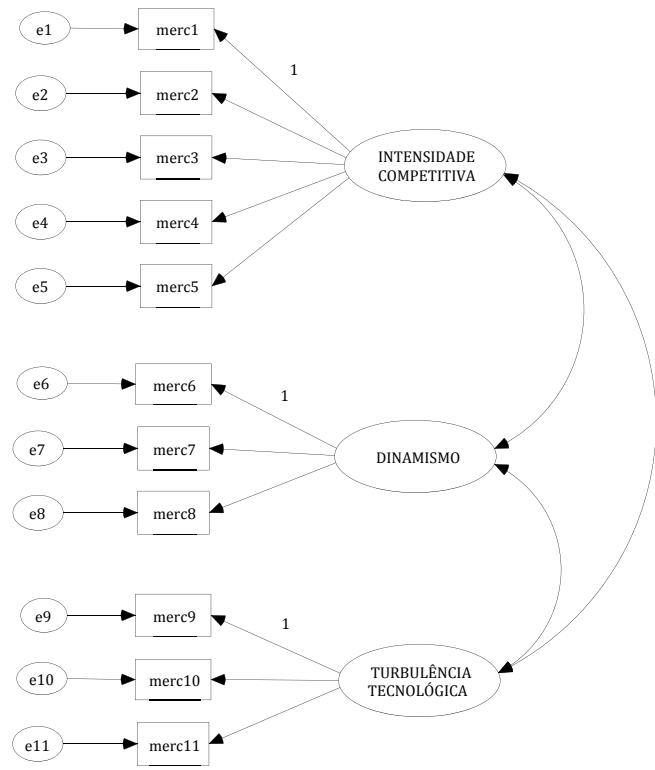 e1
merc1
1
e2
merc2
e3
merc3
INTENSIDADE
COMPETITIVA
e4
merc4
e5
merc5
e6
merc6
1
e7
merc7
DINAMISMO
e8
merc8
e9
merc9
1
e10
merc10
TURBULÊNCIA
TECNOLÓGICA
e11
merc11